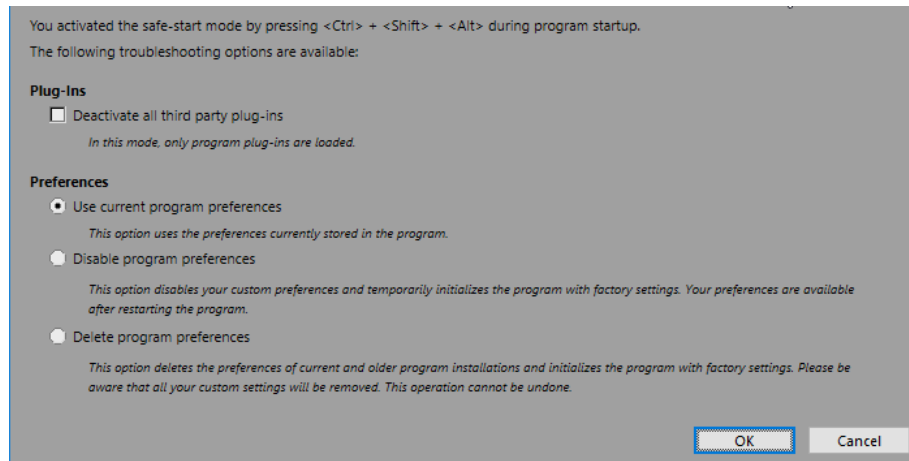 You activated the safe-start mode by pressing <Ctrl> + <Shift> + <Alt> during program startup.
The following troubleshooting options are available:
Plug-Ins
Deactivate all third party plug-ins
In this mode, only program plug-ins are loaded.
Preferences
Use current program preferences
This option uses the preferences currently stored in the program.
Disable program preferences
This option disables your custom preferences and temporarily initializes the program with factory settings. Your preferences are available
after restarting the program.
Delete program preferences
This option deletes the preferences of current and older program installations and initializes the program with factory settings. Please be
aware that all your custom settings will be removed. This operation cannot be undone.
OK Cancel